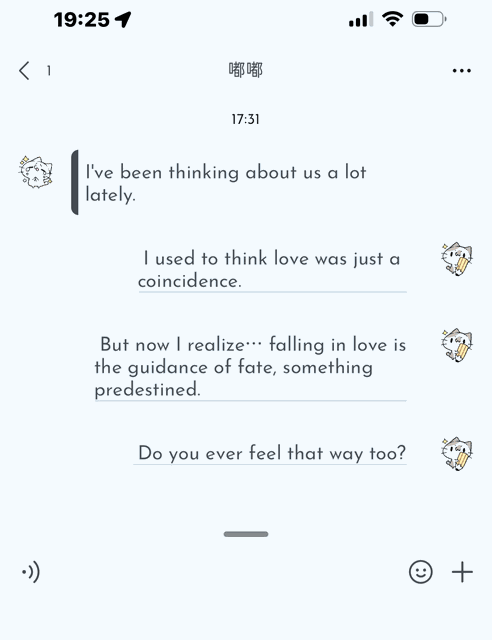 19:25
1
嘟嘟
17:31
I've been thinking about us a lot
lately.
I used to think love was just a
coincidence.
But now I realize… falling in love is
the guidance of fate, something
predestined.
Do you ever feel that way too?